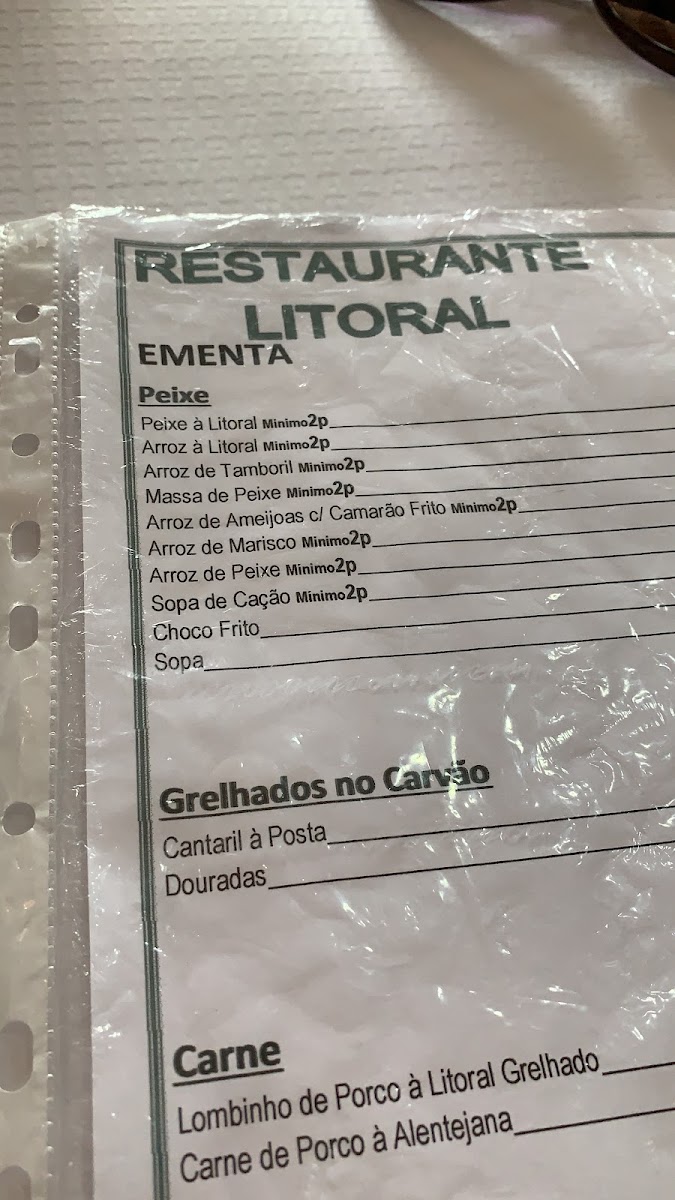 RESTAURANTE
LITORAL
EMENTA
Peixe
Peixe à Litoral Minimo2p
Arroz à Litoral Minimo2p
Arroz de Tamboril Minimo2p
Massa de Peixe Minimo2p
Arroz de Ameijoas c/ Camarão Frito Minimo2p
Arroz de Marisco Minimo2p
Arroz de Peixe Minimo2p
Sopa de Cação Minimo2p
Choco Frito
Sopa
Grelhados no Carvão
Cantaril à Posta
Douradas
Carne
Lombinho de Porco à Litoral Grelhado
Carne de Porco à Alentejana